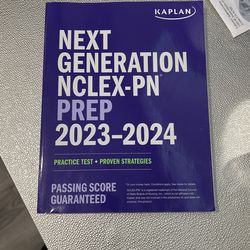 KAPLAN
NEXT
GENERATION
NCLEX-PN®
PREP
2023–2024
PRACTICE TEST • PROVEN STRATEGIES
PASSING SCORE
GUARANTEED